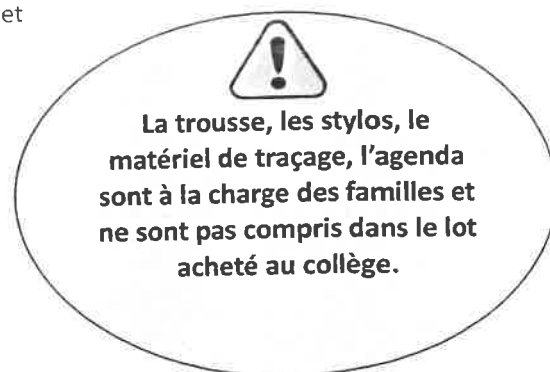 et
La trousse, les stylos, le
matériel de traçage, l'agenda
sont à la charge des familles et
ne sont pas compris dans le lot
acheté au collège.